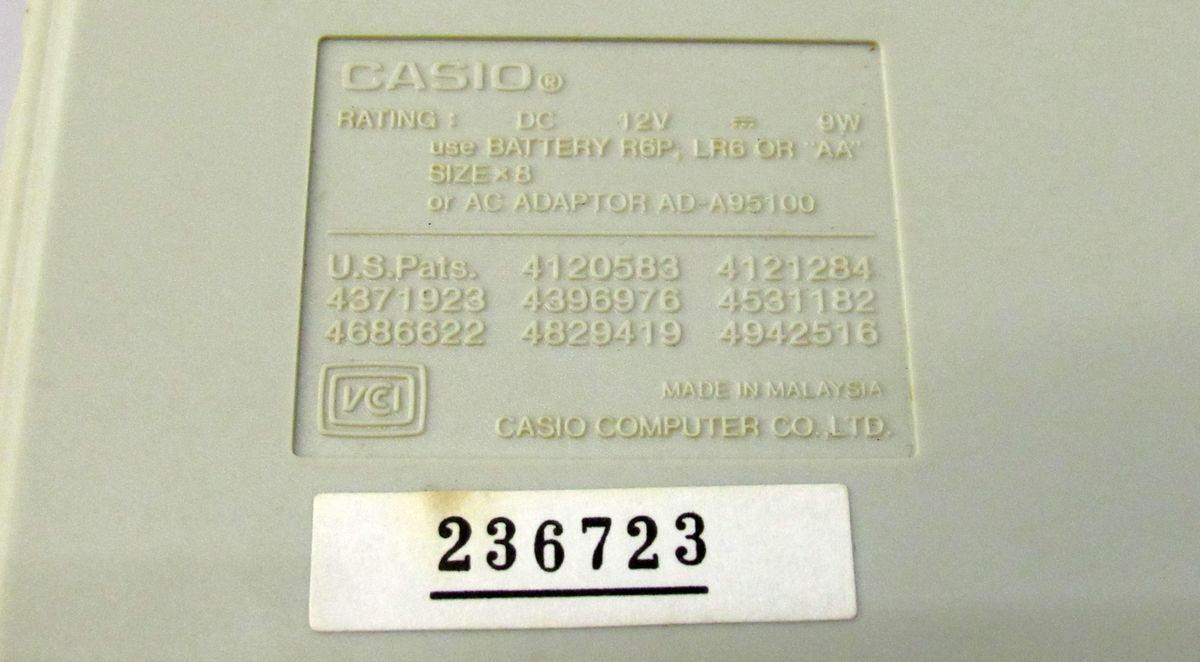 CASIO®
RATING : DC 12V ⎓ 9W
use BATTERY R6P, LR6 OR "AA"
SIZE×8
or AC ADAPTOR AD-A95100
U.S.Pats. 4120583 4121284
4371923 4396976 4531182
4686622 4829419 4942516
VCCI
MADE IN MALAYSIA
CASIO COMPUTER CO.,LTD.
236723